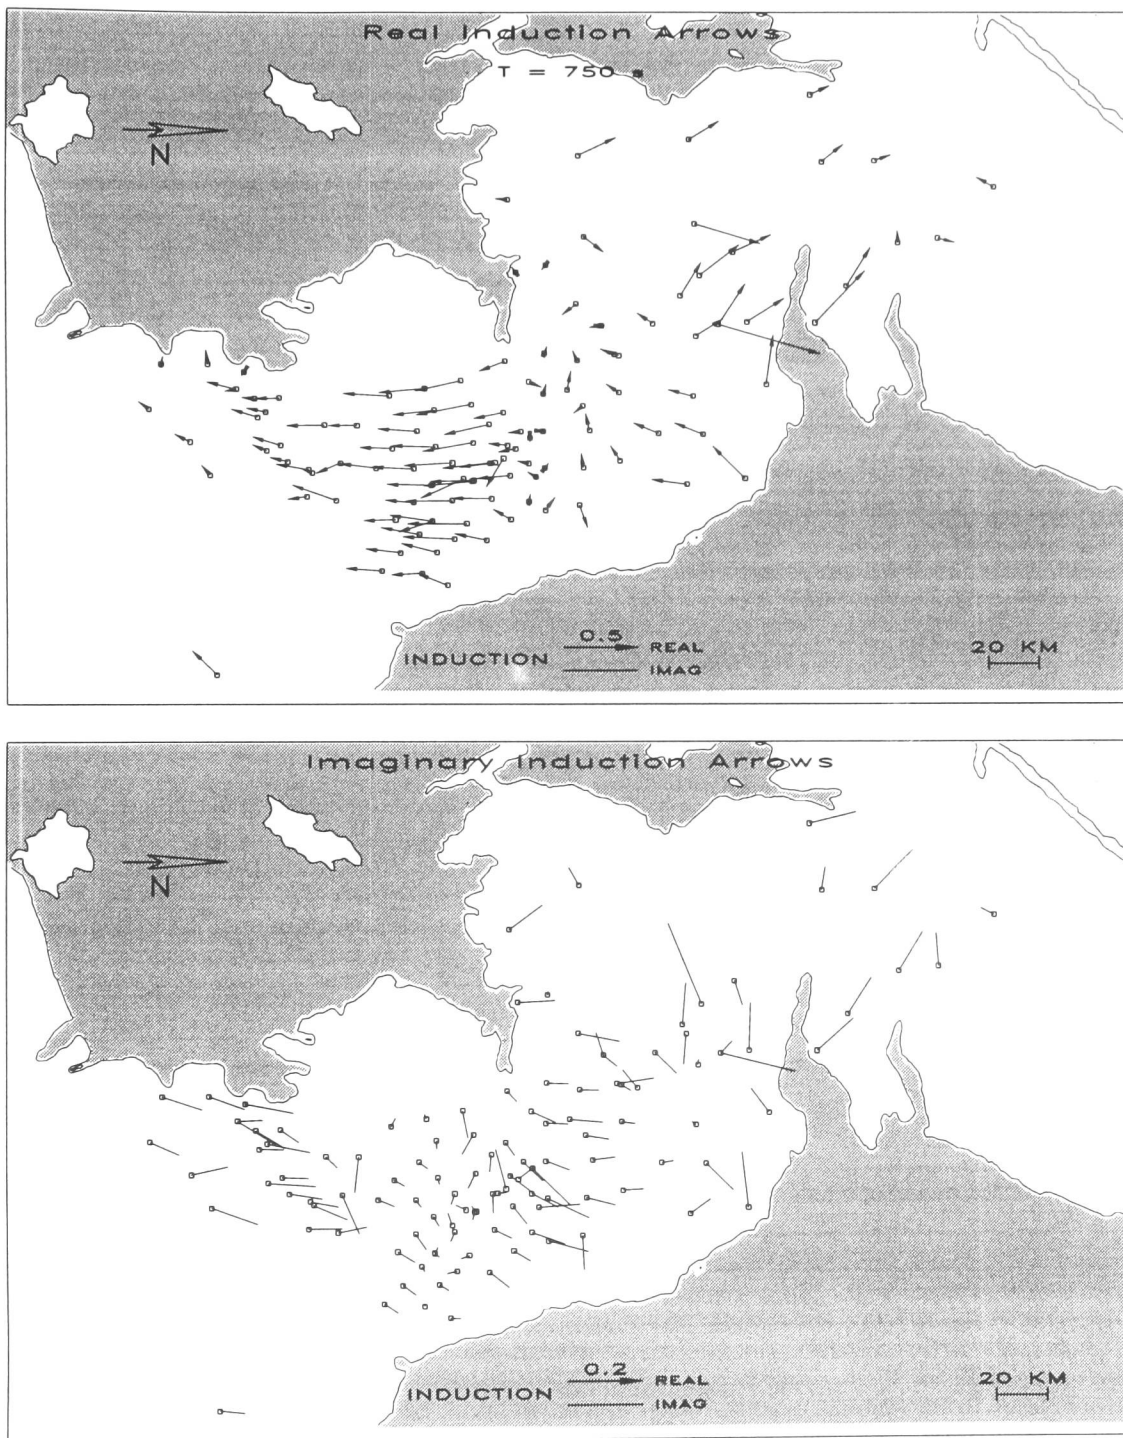 Real Induction Arrows
T = 750 s
N
0.5
INDUCTION
REAL
IMAG
20 KM
Imaginary Induction Arrows
N
0.2
INDUCTION
REAL
IMAG
20 KM